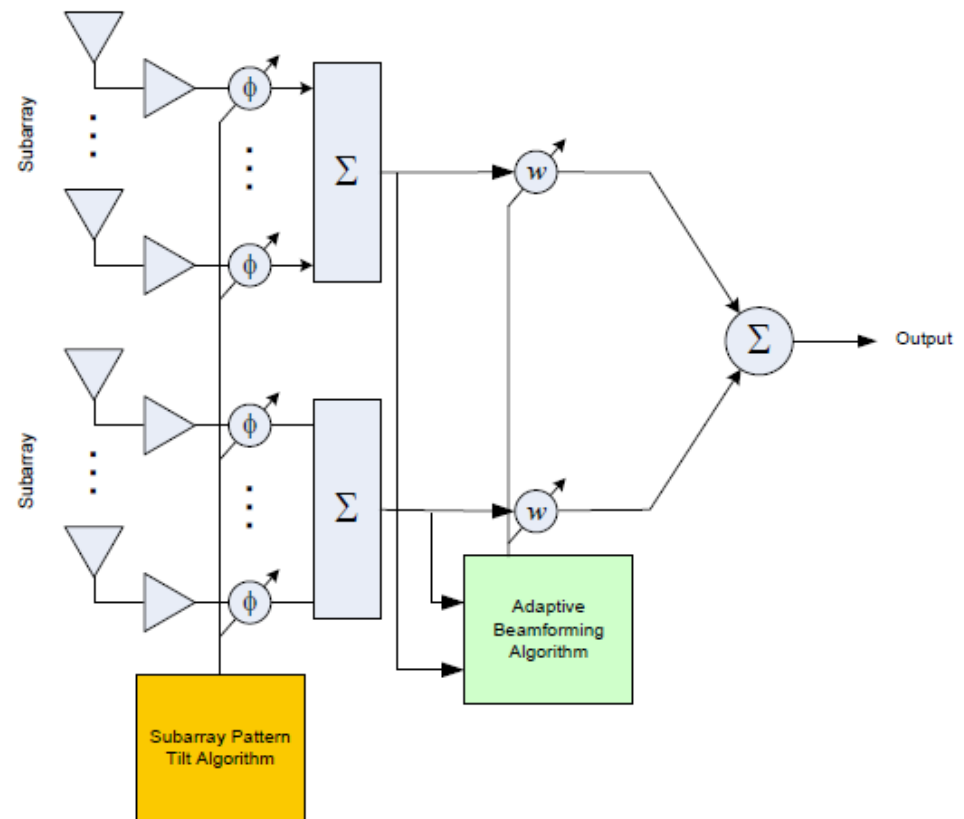 Subarray
ϕ
ϕ
Σ
w
Subarray
ϕ
ϕ
Σ
w
Σ
Output
Adaptive
Beamforming
Algorithm
Subarray Pattern
Tilt Algorithm